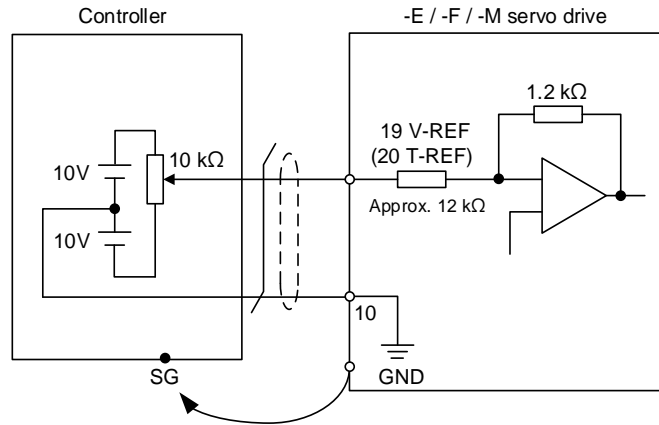 Controller
-E / -F / -M servo drive
1.2 kΩ
19 V-REF
(20 T-REF)
10 kΩ
10V
Approx. 12 kΩ
10V
10
SG
GND